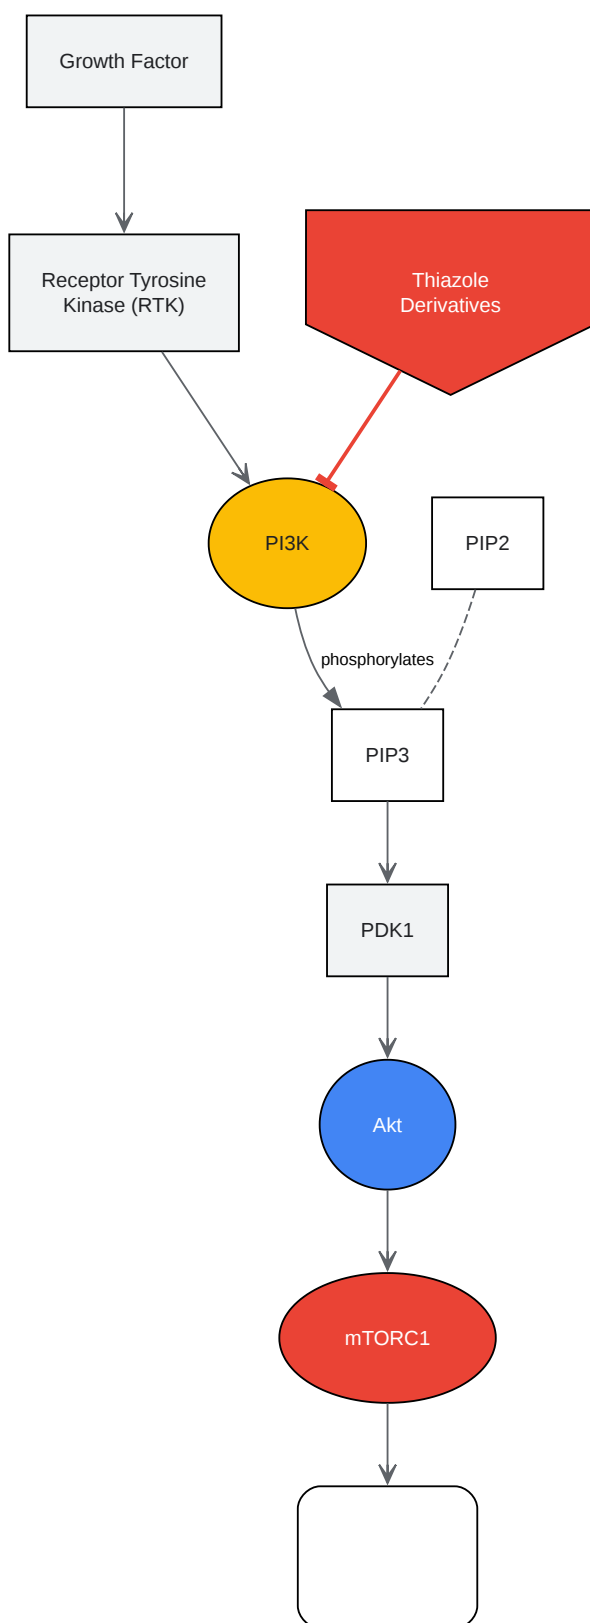 Growth Factor
Receptor Tyrosine
Kinase (RTK)
Thiazole
Derivatives
PI3K
PIP2
phosphorylates
PIP3
PDK1
Akt
mTORC1